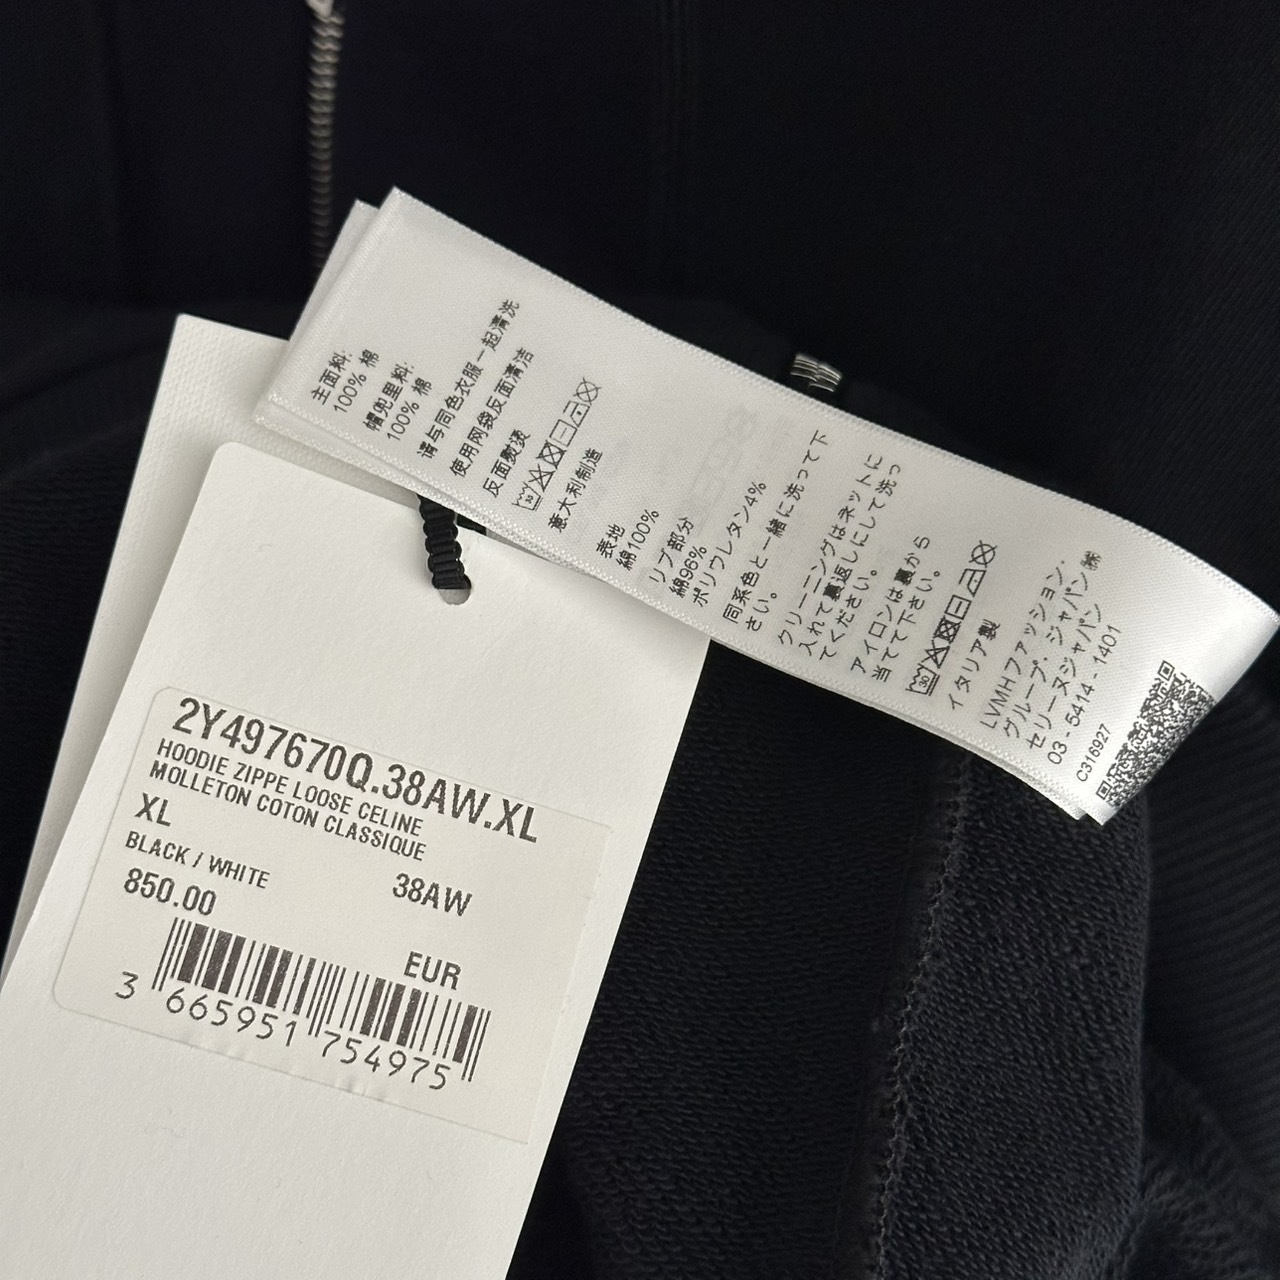 主面料:
100% 棉
帽兜里料:
100% 棉
请与同色衣服一起清洗
使用网袋反面清洁
反面熨烫
30
意大利制造
表地
綿100%
リブ部分
綿96%
ポリウレタン4%
同系色と一緒に洗って下
さい。
クリーニングはネットに
入れて裏返しにして洗っ
てください。
アイロンは裏から
当てて下さい。
30
イタリア製
LVMHファッション・
グループ・ジャパン㈱
セリーヌジャパン
03-5414-1401
C316927
2Y497670Q.38AW.XL
HOODIE ZIPPE LOOSE CELINE
MOLLETON COTON CLASSIQUE
XL
BLACK / WHITE 38AW
850.00 EUR
3 665951 754975